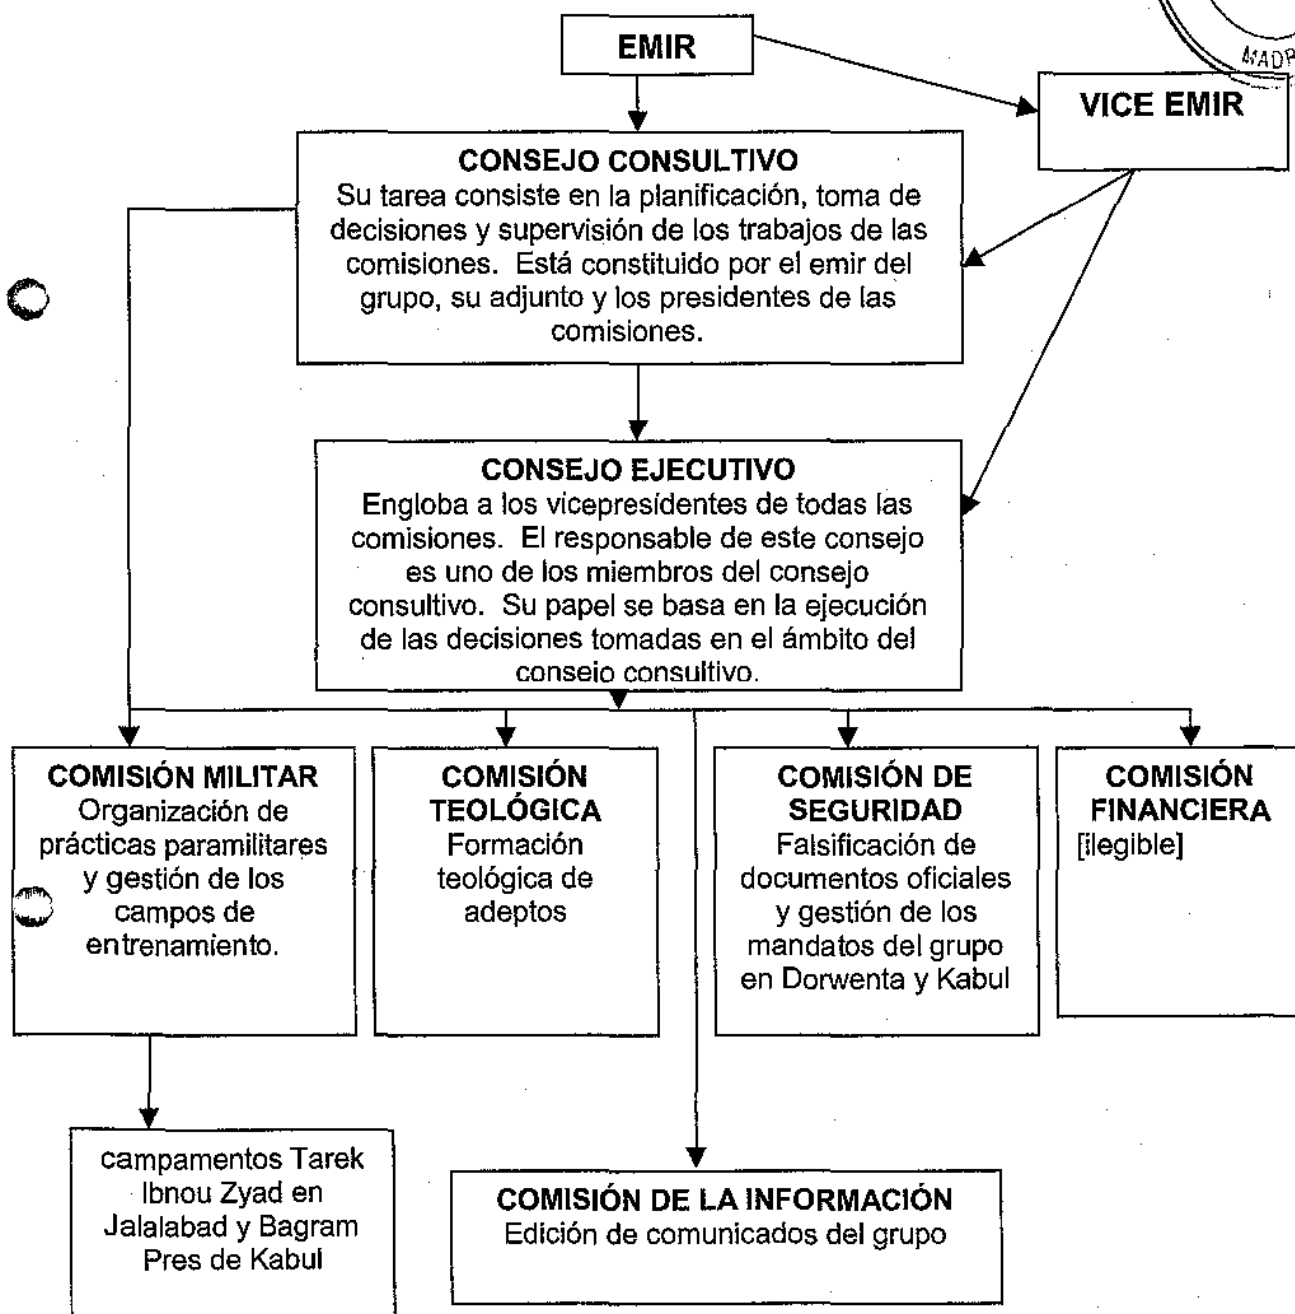 EMIR
MADR
VICE EMIR
CONSEJO CONSULTIVO
Su tarea consiste en la planificación, toma de
decisiones y supervisión de los trabajos de las
comisiones. Está constituido por el emir del
grupo, su adjunto y los presidentes de las
comisiones.
CONSEJO EJECUTIVO
Engloba a los vicepresidentes de todas las
comisiones. El responsable de este consejo
es uno de los miembros del consejo
consultivo. Su papel se basa en la ejecución
de las decisiones tomadas en el ámbito del
consejo consultivo.
COMISIÓN MILITAR
Organización de
prácticas paramilitares
y gestión de los
campos de
entrenamiento.
COMISIÓN
TEOLÓGICA
Formación
teológica de
adeptos
COMISIÓN DE
SEGURIDAD
Falsificación de
documentos oficiales
y gestión de los
mandatos del grupo
en Dorwenta y Kabul
COMISIÓN
FINANCIERA
[ilegible]
campamentos Tarek
Ibnou Zyad en
Jalalabad y Bagram
Pres de Kabul
COMISIÓN DE LA INFORMACIÓN
Edición de comunicados del grupo